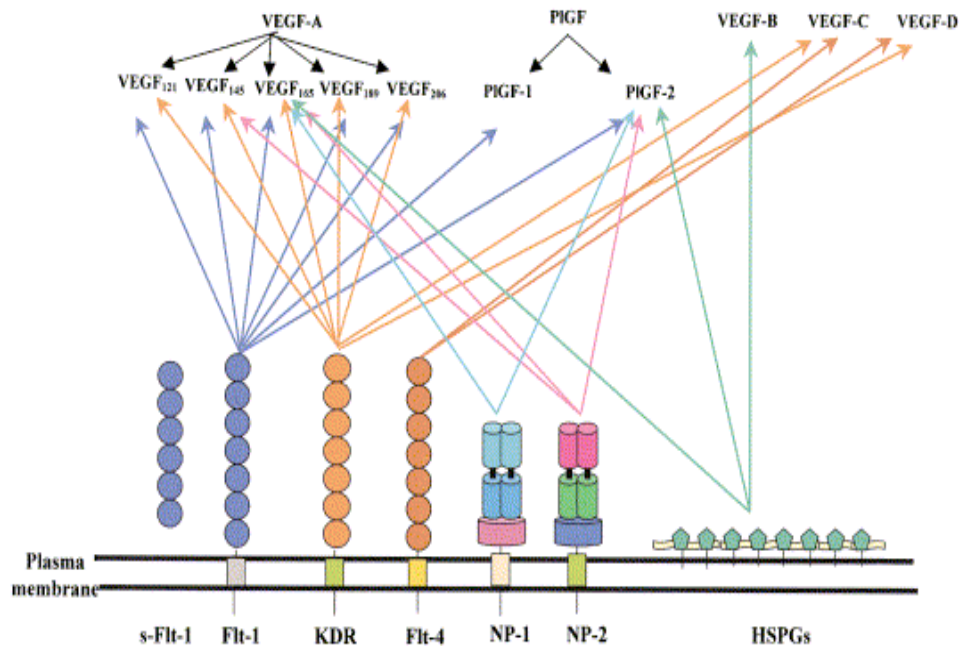 VEGF-A PlGF VEGF-B VEGF-C VEGF-D
VEGF₁₂₁ VEGF₁₄₅ VEGF₁₆₅ VEGF₁₈₉ VEGF₂₀₆ PlGF-1 PlGF-2
Plasma
membrane
s-Flt-1 Flt-1 KDR Flt-4 NP-1 NP-2 HSPGs